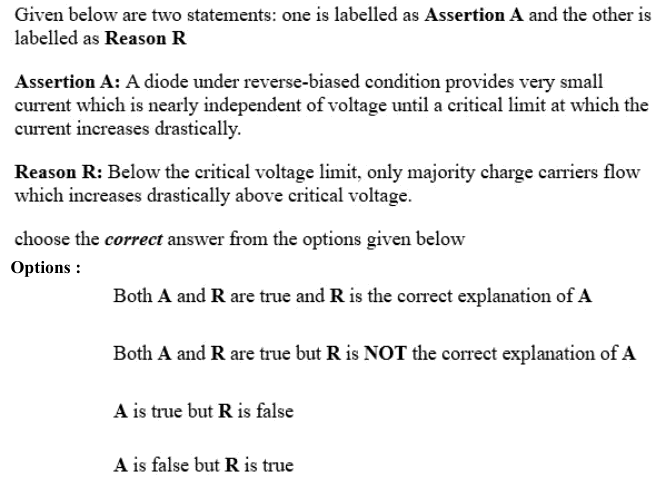 Given below are two statements: one is labelled as Assertion A and the other is
labelled as Reason R
Assertion A: A diode under reverse-biased condition provides very small
current which is nearly independent of voltage until a critical limit at which the
current increases drastically.
Reason R: Below the critical voltage limit, only majority charge carriers flow
which increases drastically above critical voltage.
choose the correct answer from the options given below
Options :
Both A and R are true and R is the correct explanation of A
Both A and R are true but R is NOT the correct explanation of A
A is true but R is false
A is false but R is true